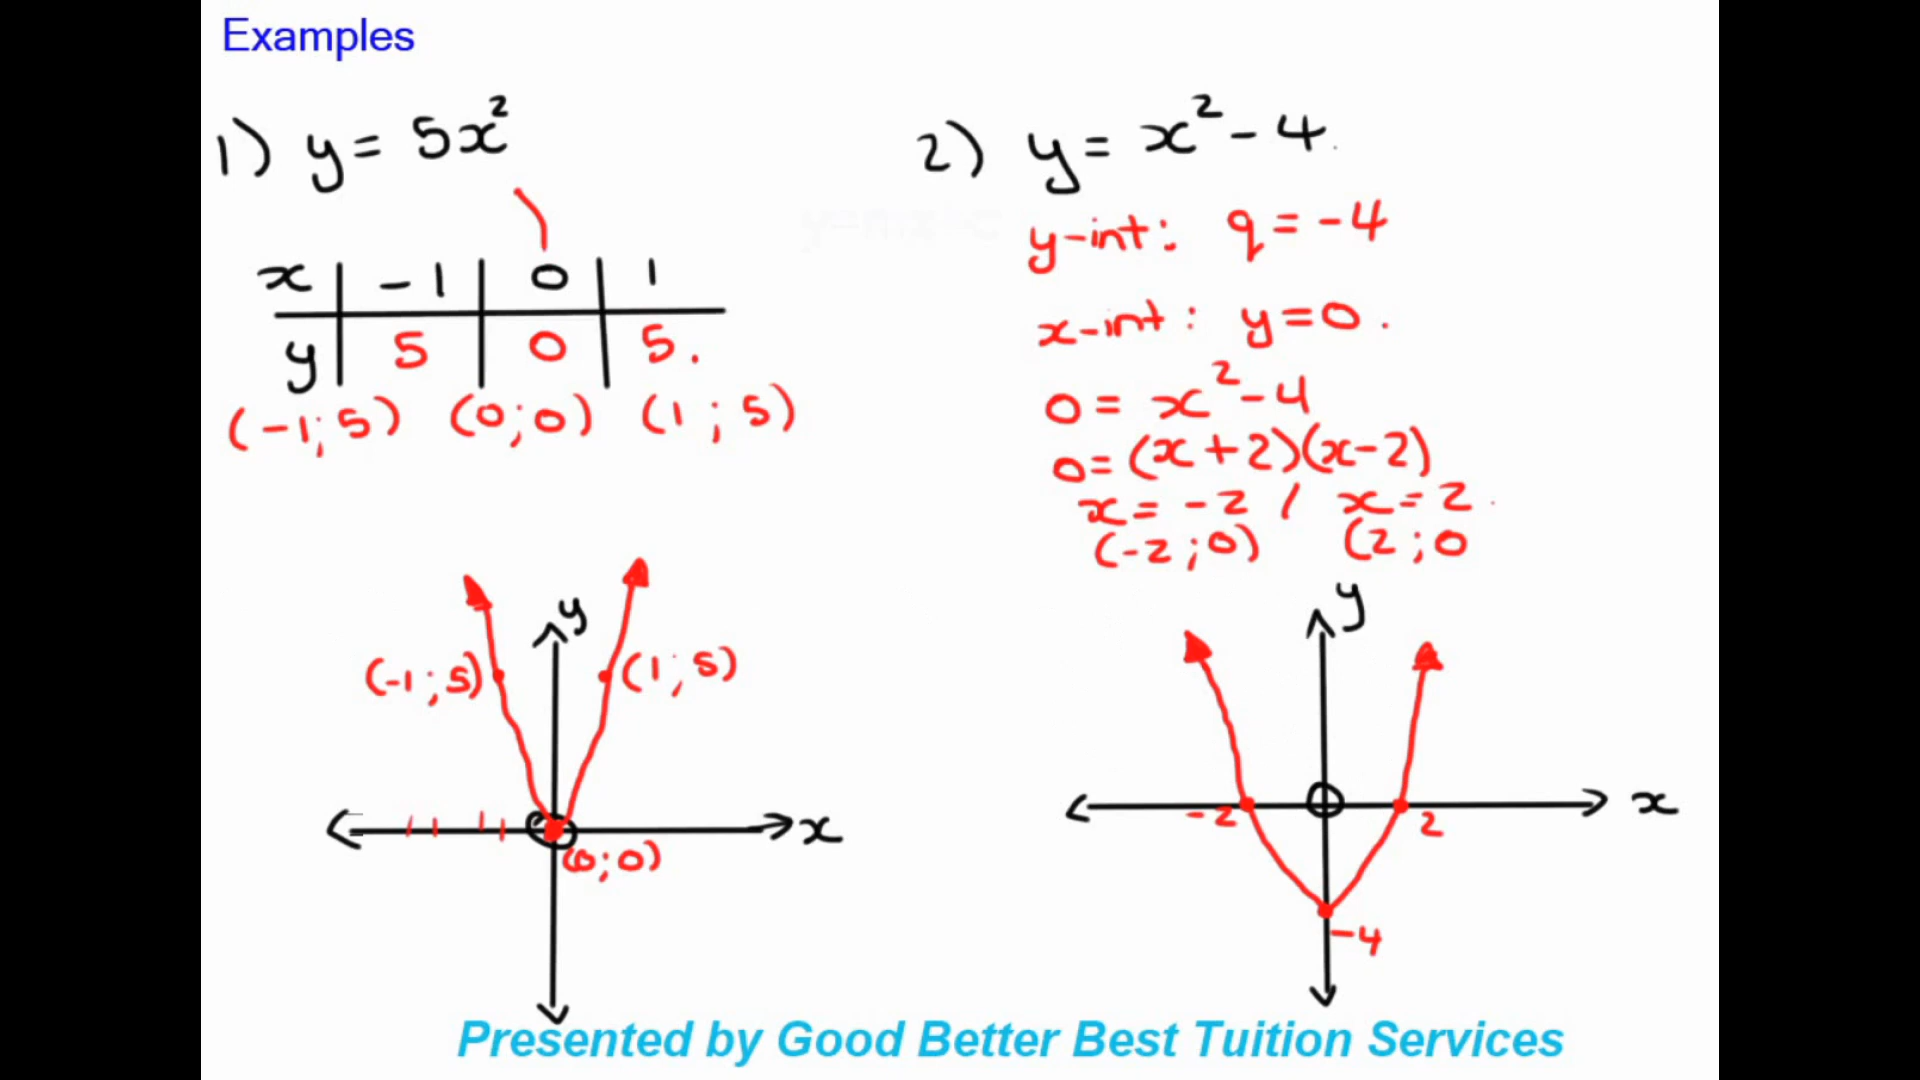 Examples
1) y = 5x²
x | -1 | 0 | 1
y | 5 | 0 | 5.
(-1;5) (0;0) (1;5)
y
(-1;5) (1;5)
x
(0;0)
2) y = x² - 4
y-int: q = -4
x-int: y = 0.
0 = x² - 4
0 = (x+2)(x-2)
x = -2 / x = 2
(-2;0) (2;0
y
x
-2 2
-4
Presented by Good Better Best Tuition Services